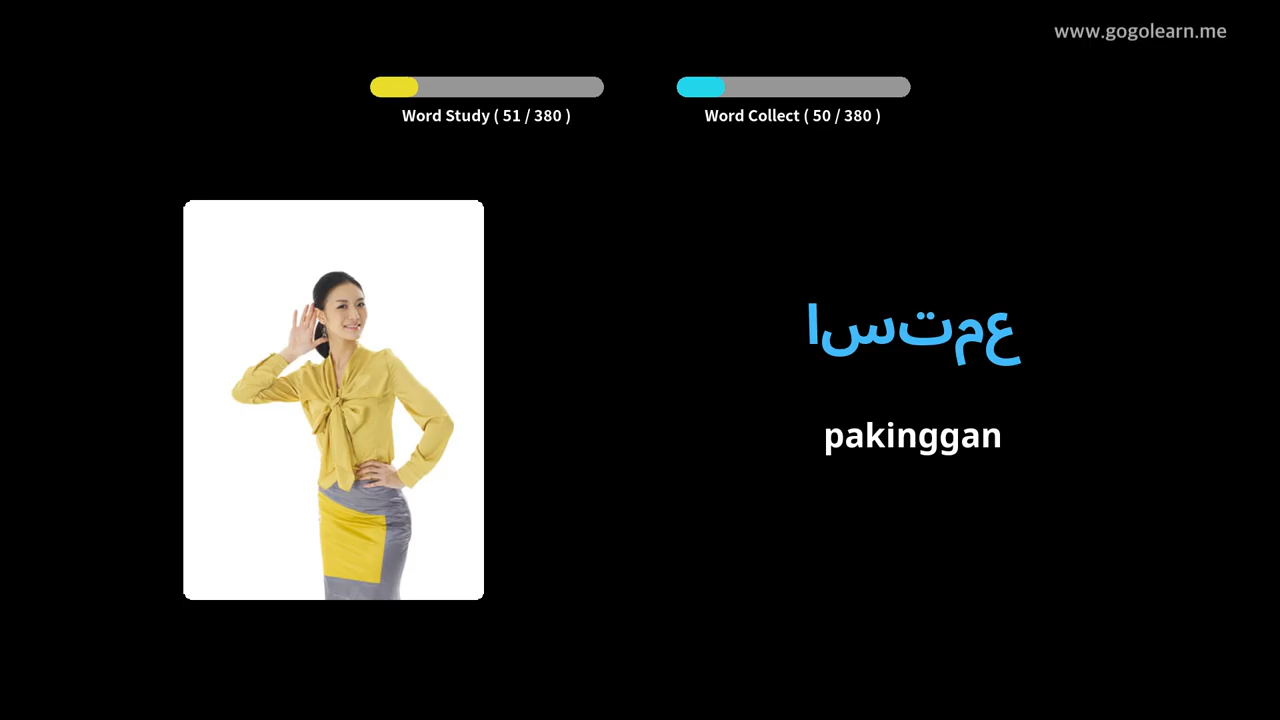 www.gogolearn.me
Word Study ( 51 / 380 )
Word Collect ( 50 / 380 )
استمع
pakinggan